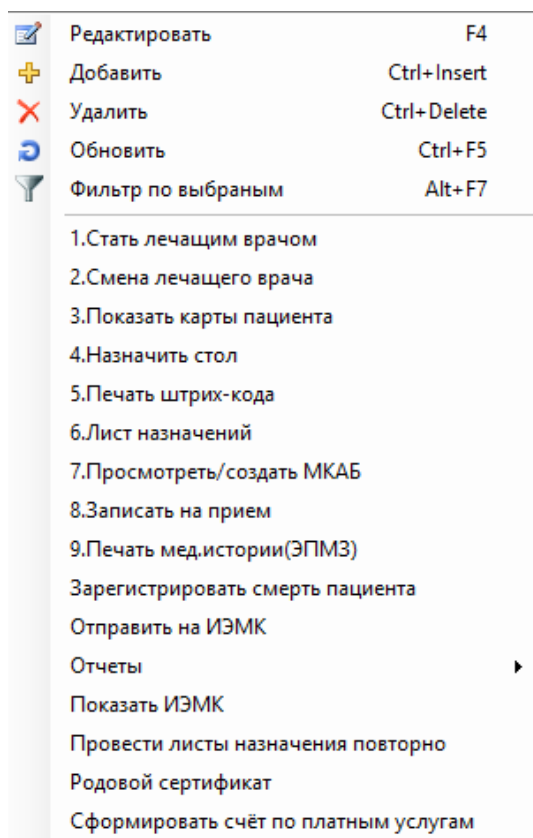 Редактировать F4
Добавить Ctrl+Insert
Удалить Ctrl+Delete
Обновить Ctrl+F5
Фильтр по выбраным Alt+F7
1.Стать лечащим врачом
2.Смена лечащего врача
3.Показать карты пациента
4.Назначить стол
5.Печать штрих-кода
6.Лист назначений
7.Просмотреть/создать МКАБ
8.Записать на прием
9.Печать мед.истории(ЭПМЗ)
Зарегистрировать смерть пациента
Отправить на ИЭМК
Отчеты
Показать ИЭМК
Провести листы назначения повторно
Родовой сертификат
Сформировать счёт по платным услугам